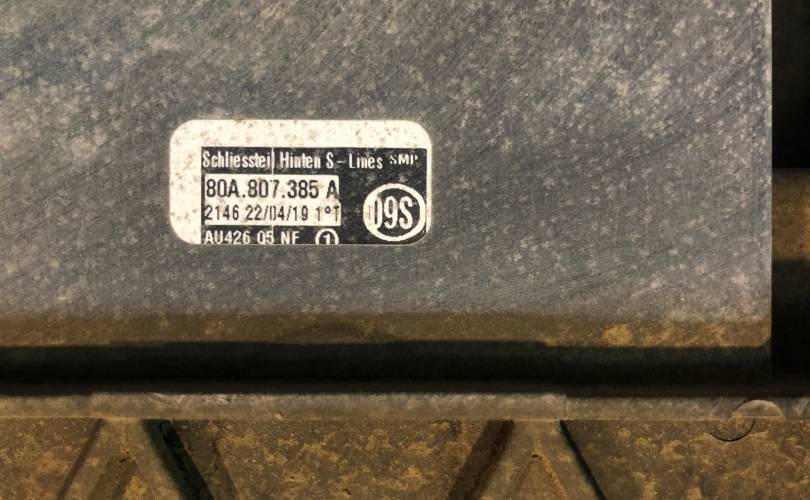 Schliessteil Hinten S-Lines SMP
80A.807.385 A
2146 22/04/19 1°T
09S
AU426 05 NF 1